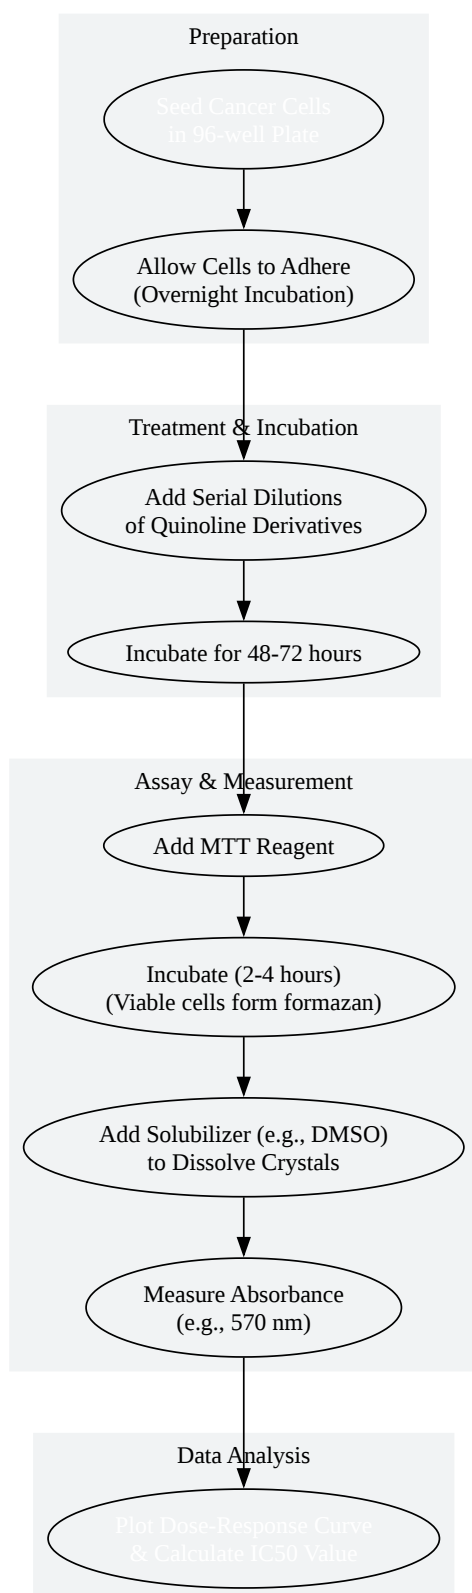 Preparation
Seed Cancer Cells
in 96-well Plate
Allow Cells to Adhere
(Overnight Incubation)
Treatment & Incubation
Add Serial Dilutions
of Quinoline Derivatives
Incubate for 48-72 hours
Assay & Measurement
Add MTT Reagent
Incubate (2-4 hours)
(Viable cells form formazan)
Add Solubilizer (e.g., DMSO)
to Dissolve Crystals
Measure Absorbance
(e.g., 570 nm)
Data Analysis
Plot Dose-Response Curve
& Calculate IC50 Value